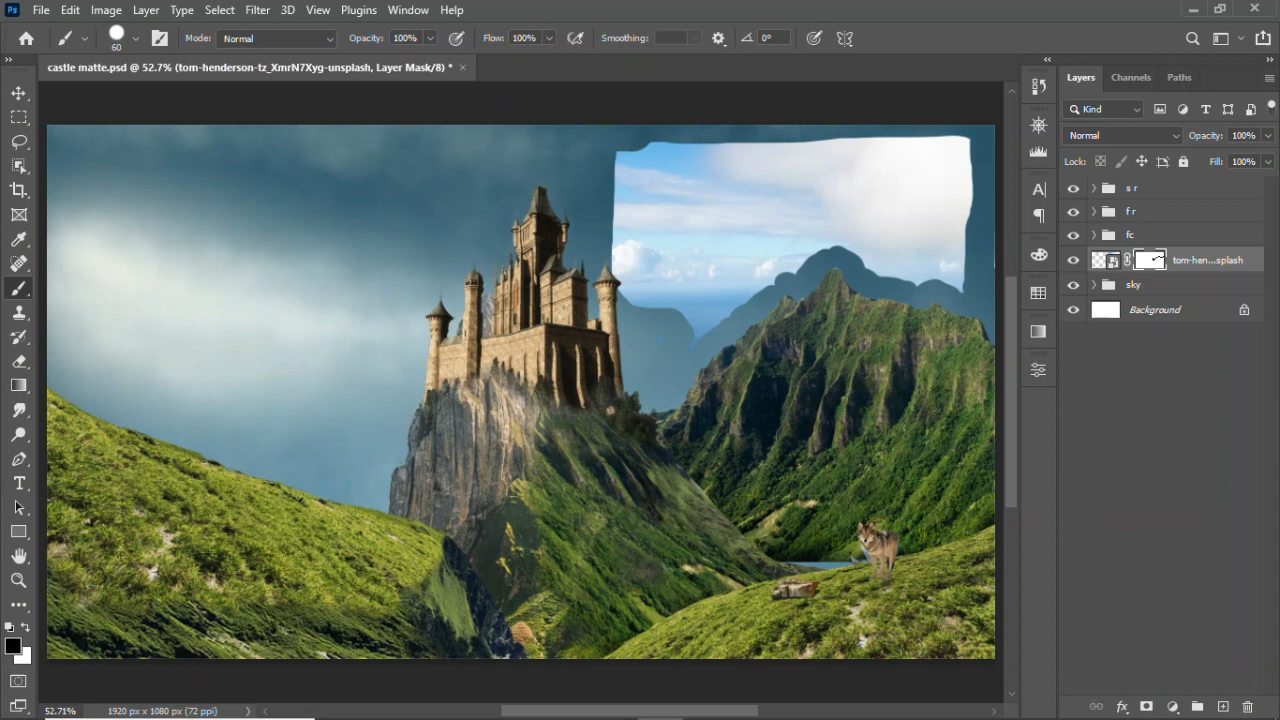 Ps File Edit Image Layer Type Select Filter 3D View Plugins Window Help
60 Mode: Normal Opacity: 100% Flow: 100% Smoothing: 0°
castle matte.psd @ 52.7% (tom-henderson-tz_XmrN7Xyg-unsplash, Layer Mask/8) * ×
Layers Channels Paths
Kind
Normal Opacity: 100%
Lock: Fill: 100%
s r
f r
fc
tom-hen...splash
sky
Background
52.71% 1920 px x 1080 px (72 ppi)